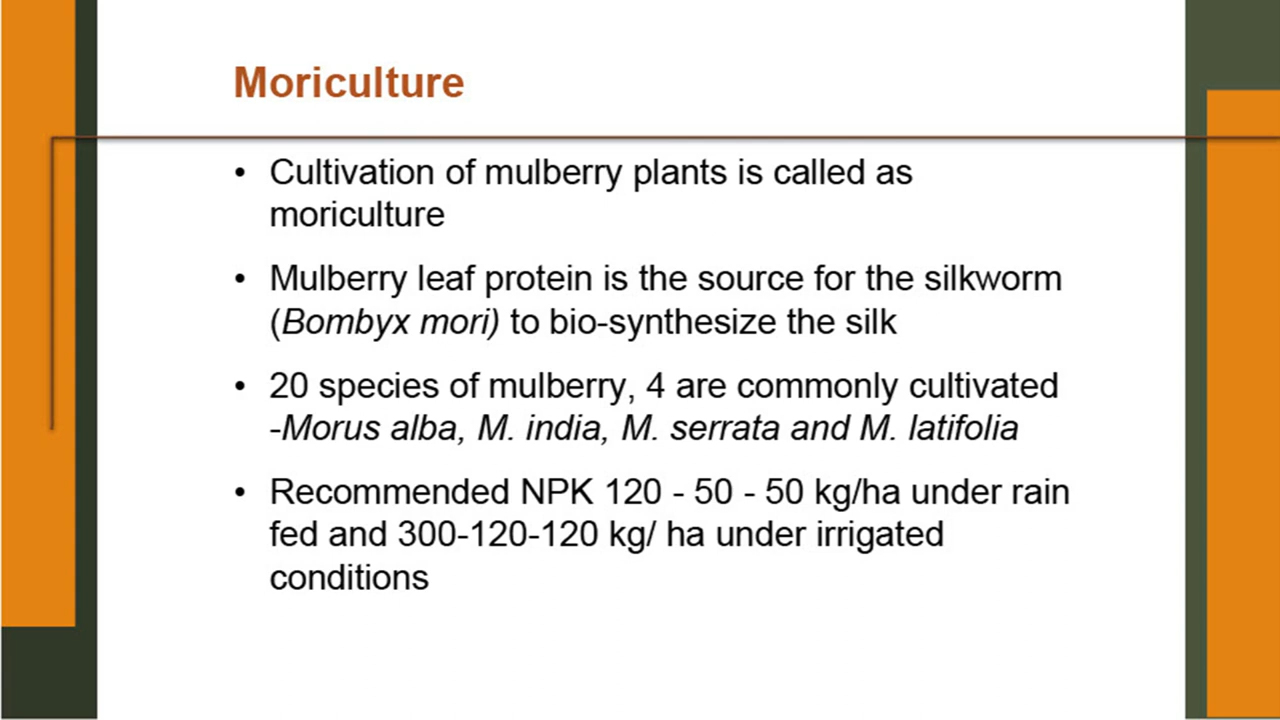 Moriculture
• Cultivation of mulberry plants is called as
moriculture
• Mulberry leaf protein is the source for the silkworm
(Bombyx mori) to bio-synthesize the silk
• 20 species of mulberry, 4 are commonly cultivated
-Morus alba, M. india, M. serrata and M. latifolia
• Recommended NPK 120 - 50 - 50 kg/ha under rain
fed and 300-120-120 kg/ ha under irrigated
conditions